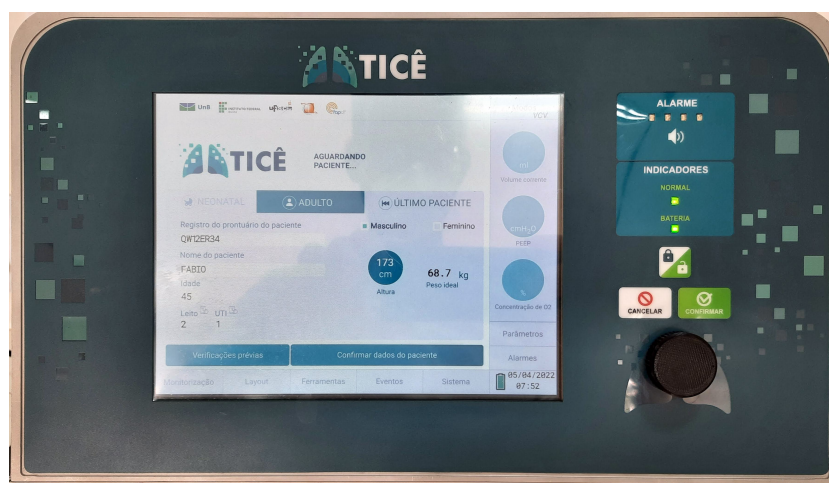 TICÊ
UnB
INSTITUTO FEDERAL
VCV
TICÊ
AGUARDANDO
PACIENTE...
NEONATAL
ADULTO
ÚLTIMO PACIENTE
Registro do prontuário do paciente
QW12ER34
Masculino
Feminino
Nome do paciente
FABIO
Idade
45
Leito
UTI
2
1
173
cm
Altura
68.7 kg
Peso ideal
Verificações prévias
Confirmar dados do paciente
Monitorização
Layout
Ferramentas
Eventos
Sistema
ml
Volume corrente
cmH₂O
PEEP
%
Concentração de O2
Parâmetros
Alarmes
05/04/2022
07:52
ALARME
INDICADORES
NORMAL
BATERIA
CANCELAR
CONFIRMAR